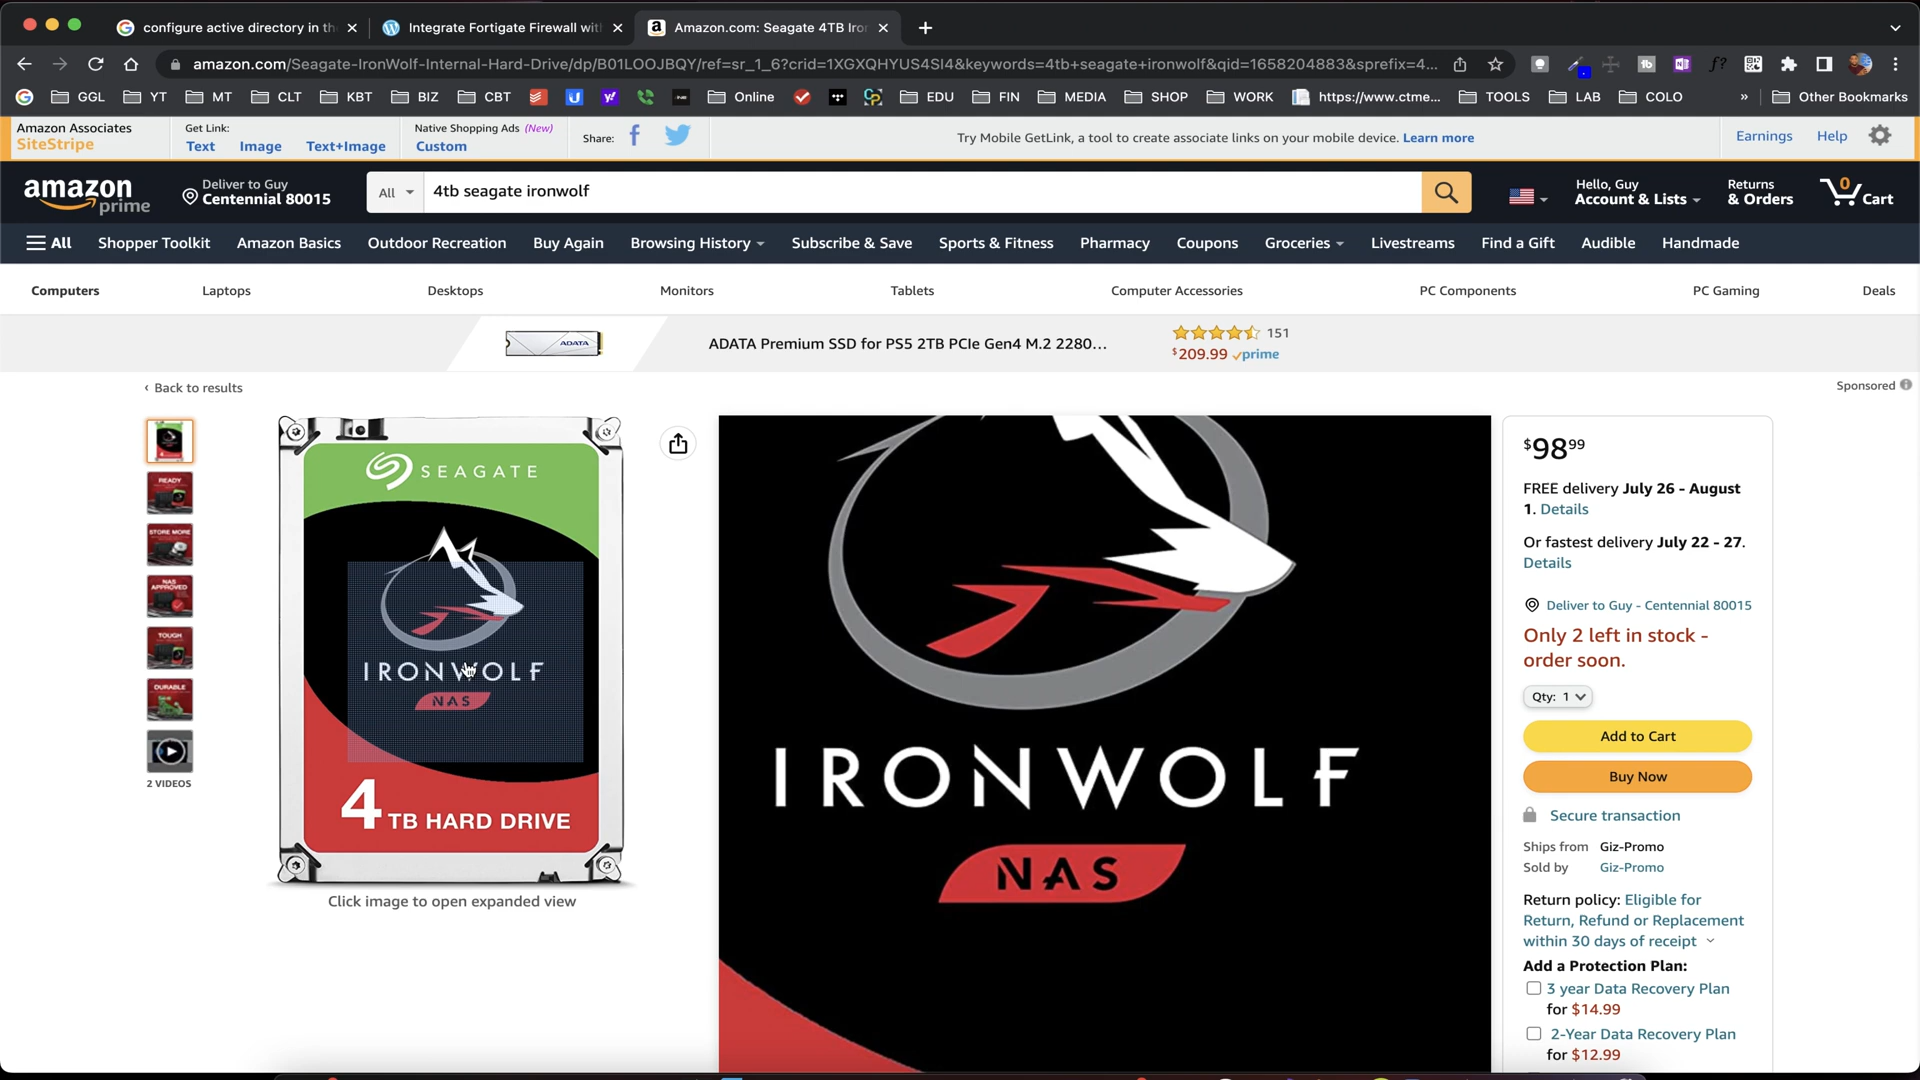 configure active directory in th
Integrate Fortigate Firewall wit
Amazon.com: Seagate 4TB Iro
amazon.com/Seagate-IronWolf-Internal-Hard-Drive/dp/B01LOOJBQY/ref=sr_1_6?crid=1XGXQHYUS4SI4&keywords=4tb+seagate+ironwolf&qid=1658204883&sprefix=4...
GGL YT MT CLT KBT BIZ CBT Online EDU FIN MEDIA SHOP WORK https://www.ctme... TOOLS LAB COLO » Other Bookmarks
Amazon Associates
SiteStripe
Get Link:
Text Image Text+Image
Native Shopping Ads (New)
Custom
Share:
Try Mobile GetLink, a tool to create associate links on your mobile device. Learn more
Earnings Help
amazon
prime
Deliver to Guy
Centennial 80015
All
4tb seagate ironwolf
Hello, Guy
Account & Lists
Returns
& Orders
0
Cart
All Shopper Toolkit Amazon Basics Outdoor Recreation Buy Again Browsing History Subscribe & Save Sports & Fitness Pharmacy Coupons Groceries Livestreams Find a Gift Audible Handmade
Computers Laptops Desktops Monitors Tablets Computer Accessories PC Components PC Gaming Deals
ADATA
ADATA Premium SSD for PS5 2TB PCIe Gen4 M.2 2280...
151
$209.99 prime
‹ Back to results
Sponsored
READY
STORE MORE
NAS APPROVED
TOUGH
DURABLE
2 VIDEOS
SEAGATE
IRONWOLF
NAS
4 TB HARD DRIVE
Click image to open expanded view
IRONWOLF
NAS
$9899
FREE delivery July 26 - August
1. Details
Or fastest delivery July 22 - 27.
Details
Deliver to Guy - Centennial 80015
Only 2 left in stock -
order soon.
Qty: 1
Add to Cart
Buy Now
Secure transaction
Ships from Giz-Promo
Sold by Giz-Promo
Return policy: Eligible for
Return, Refund or Replacement
within 30 days of receipt
Add a Protection Plan:
3 year Data Recovery Plan
for $14.99
2-Year Data Recovery Plan
for $12.99